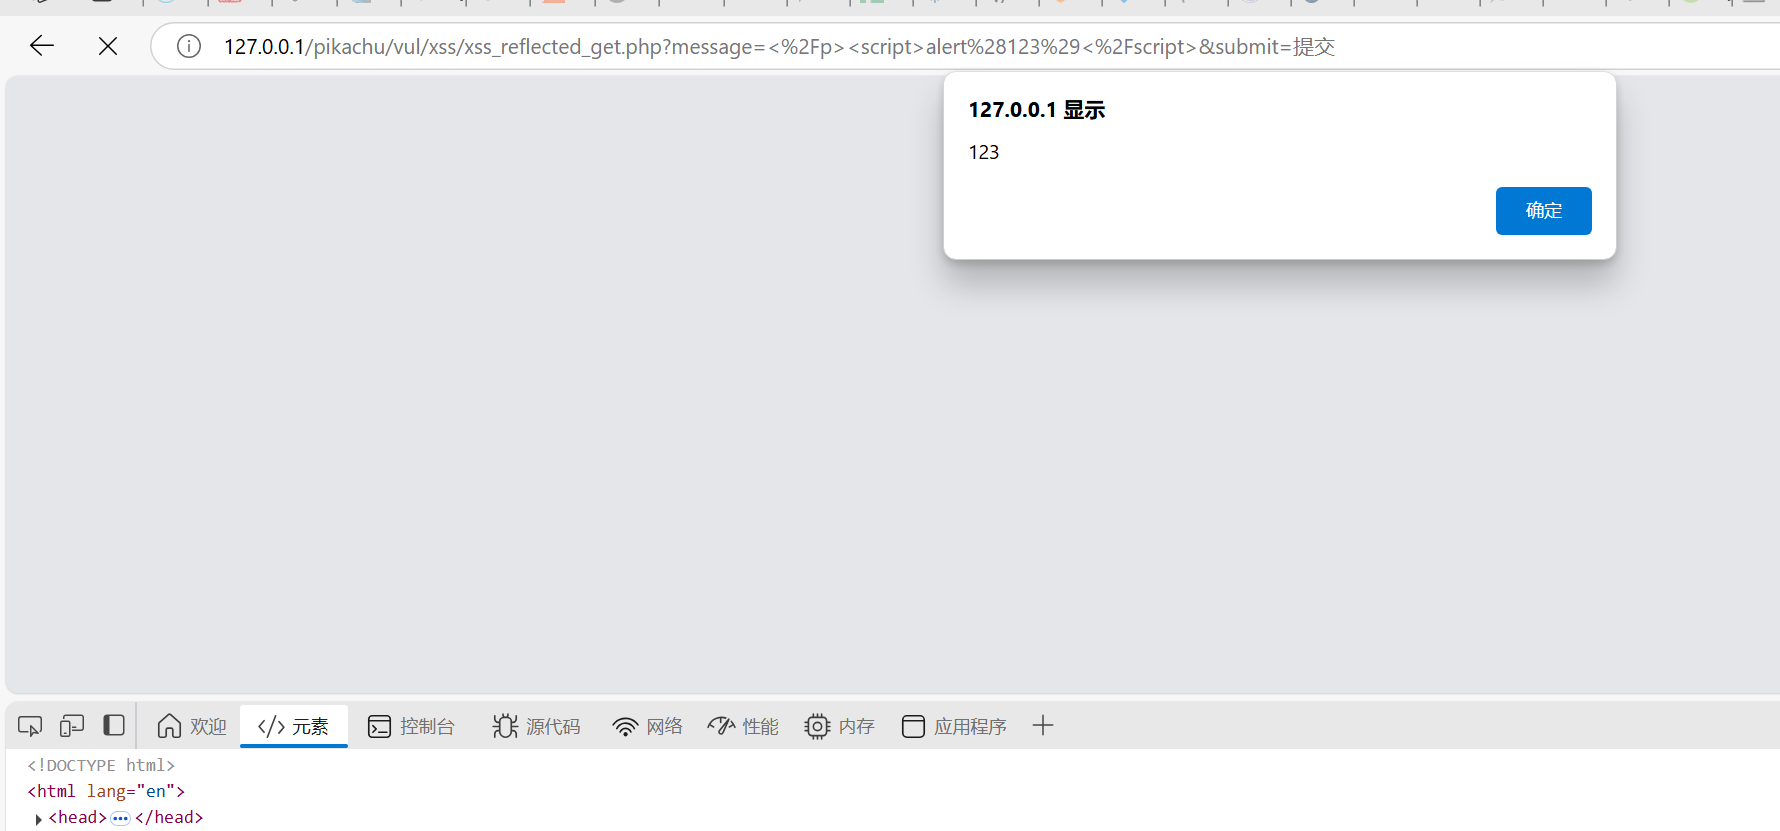 127.0.0.1/pikachu/vul/xss/xss_reflected_get.php?message=<%2Fp><script>alert%28123%29<%2Fscript>&submit=提交
127.0.0.1 显示
123
确定
欢迎 </> 元素 控制台 源代码 网络 性能 内存 应用程序
<!DOCTYPE html>
<html lang="en">
<head>•••</head>